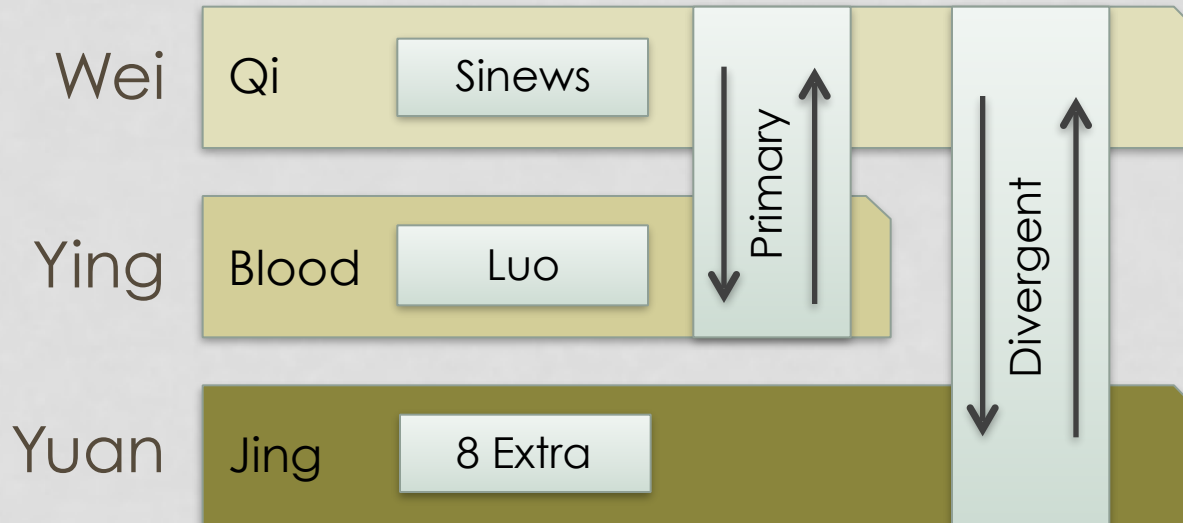 Wei
Qi
Sinews
Primary
Divergent
Ying
Blood
Luo
Yuan
Jing
8 Extra